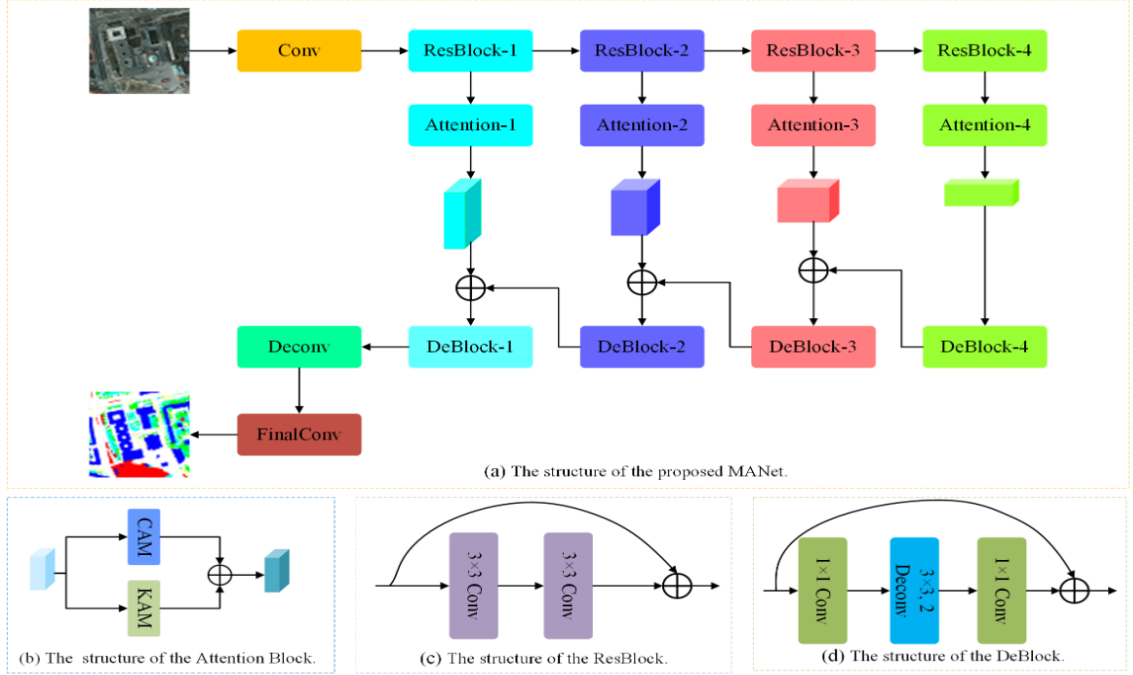 Conv
ResBlock-1
ResBlock-2
ResBlock-3
ResBlock-4
Attention-1
Attention-2
Attention-3
Attention-4
Deconv
DeBlock-1
DeBlock-2
DeBlock-3
DeBlock-4
FinalConv
(a) The structure of the proposed MANet.
CAM
KAM
(b) The structure of the Attention Block.
3×3 Conv
3×3 Conv
(c) The structure of the ResBlock.
1×1 Conv
3×3, 2
Deconv
1×1 Conv
(d) The structure of the DeBlock.